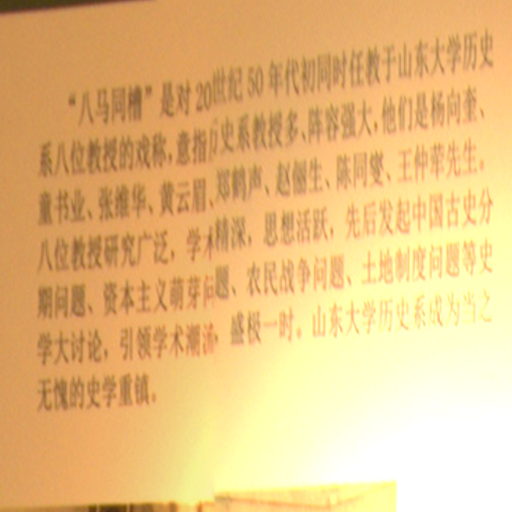 “八马同槽”是对20世纪50年代初同时任教于山东大学历史
系八位教授的戏称，意指历史系教授多、阵容强大，他们是杨向奎、
童书业、张维华、黄云眉、郑鹤声、赵俪生、陈同燮、王仲荦先生。
八位教授研究广泛，学术精深，思想活跃，先后发起中国古史分
期问题、资本主义萌芽问题、农民战争问题、土地制度问题等史
学大讨论，引领学术潮流，盛极一时。山东大学历史系成为当之
无愧的史学重镇。